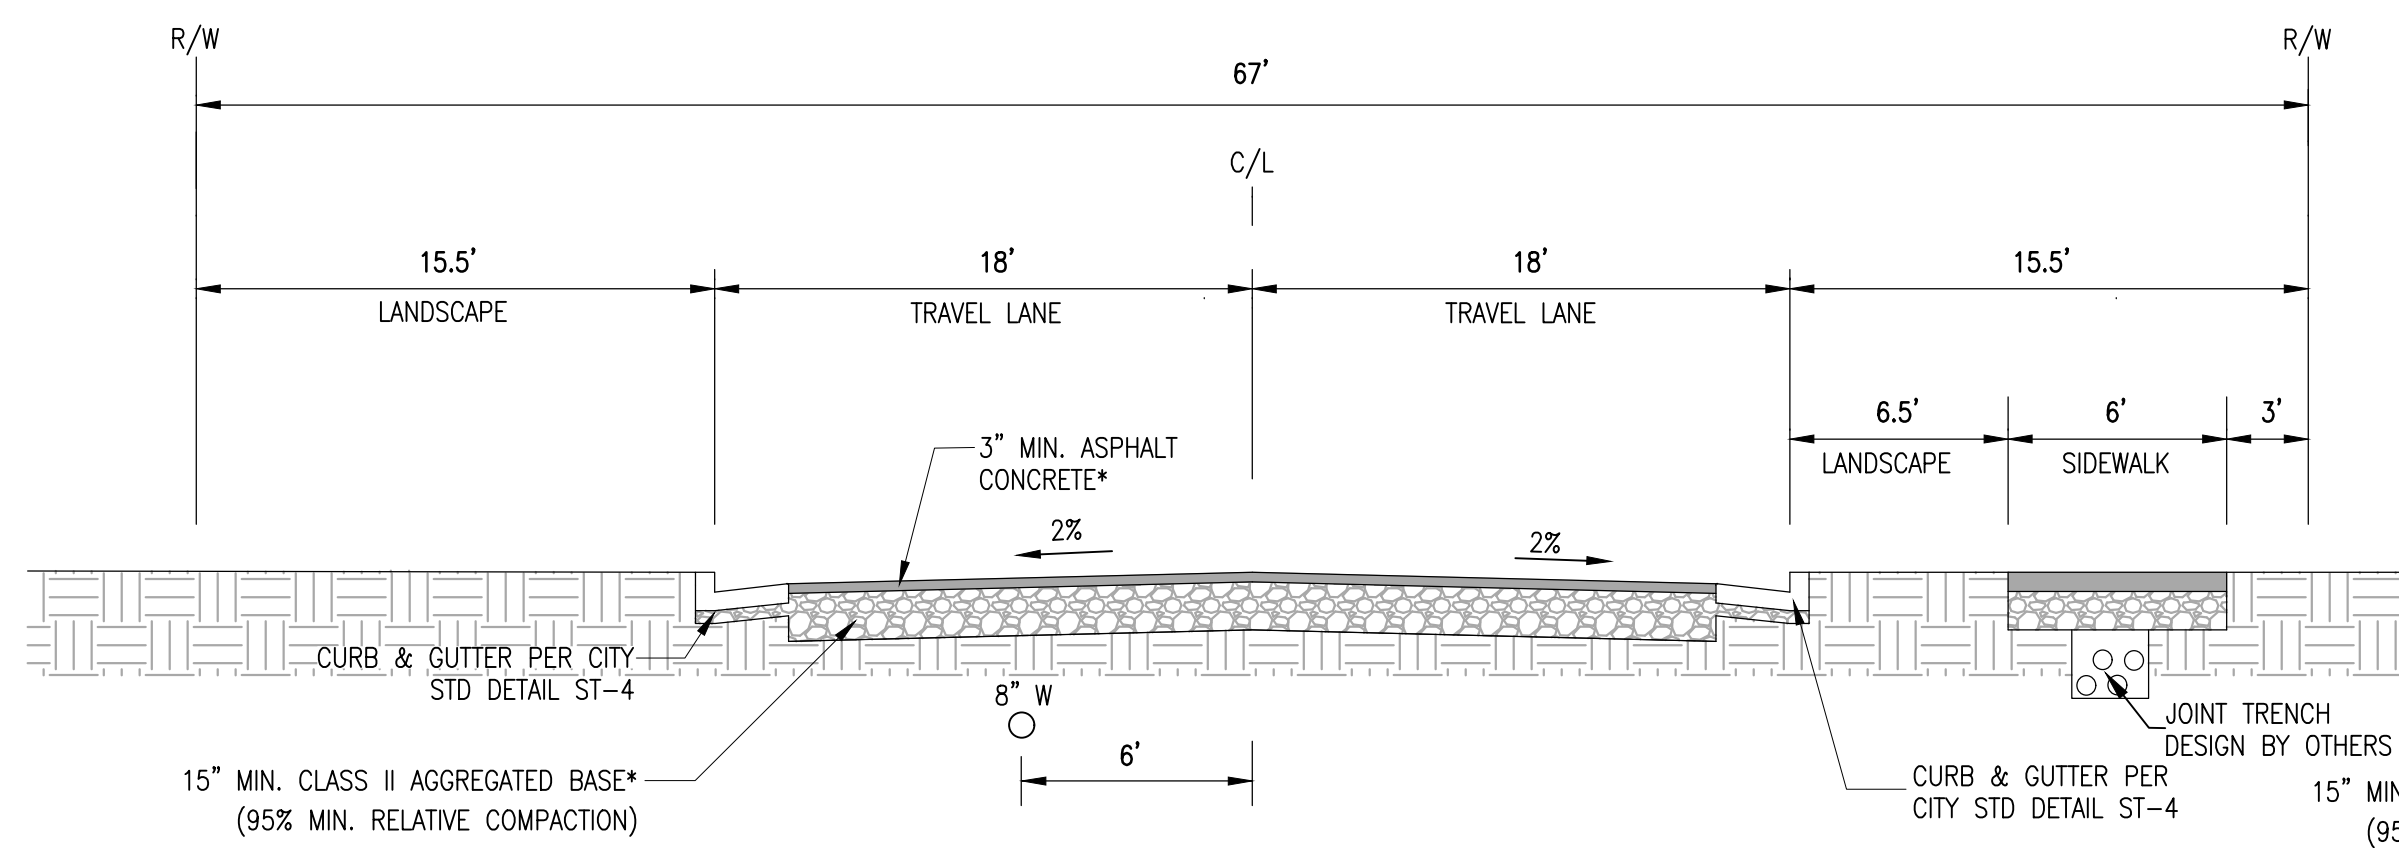 R/W
R/W
67'
C/L
15.5'
18'
18'
15.5'
LANDSCAPE
TRAVEL LANE
TRAVEL LANE
6.5'
6'
3'
LANDSCAPE
SIDEWALK
3" MIN. ASPHALT
CONCRETE*
2%
2%
CURB & GUTTER PER CITY
STD DETAIL ST-4
8" W
6'
15" MIN. CLASS II AGGREGATED BASE*
(95% MIN. RELATIVE COMPACTION)
JOINT TRENCH
DESIGN BY OTHERS
CURB & GUTTER PER
CITY STD DETAIL ST-4
15"